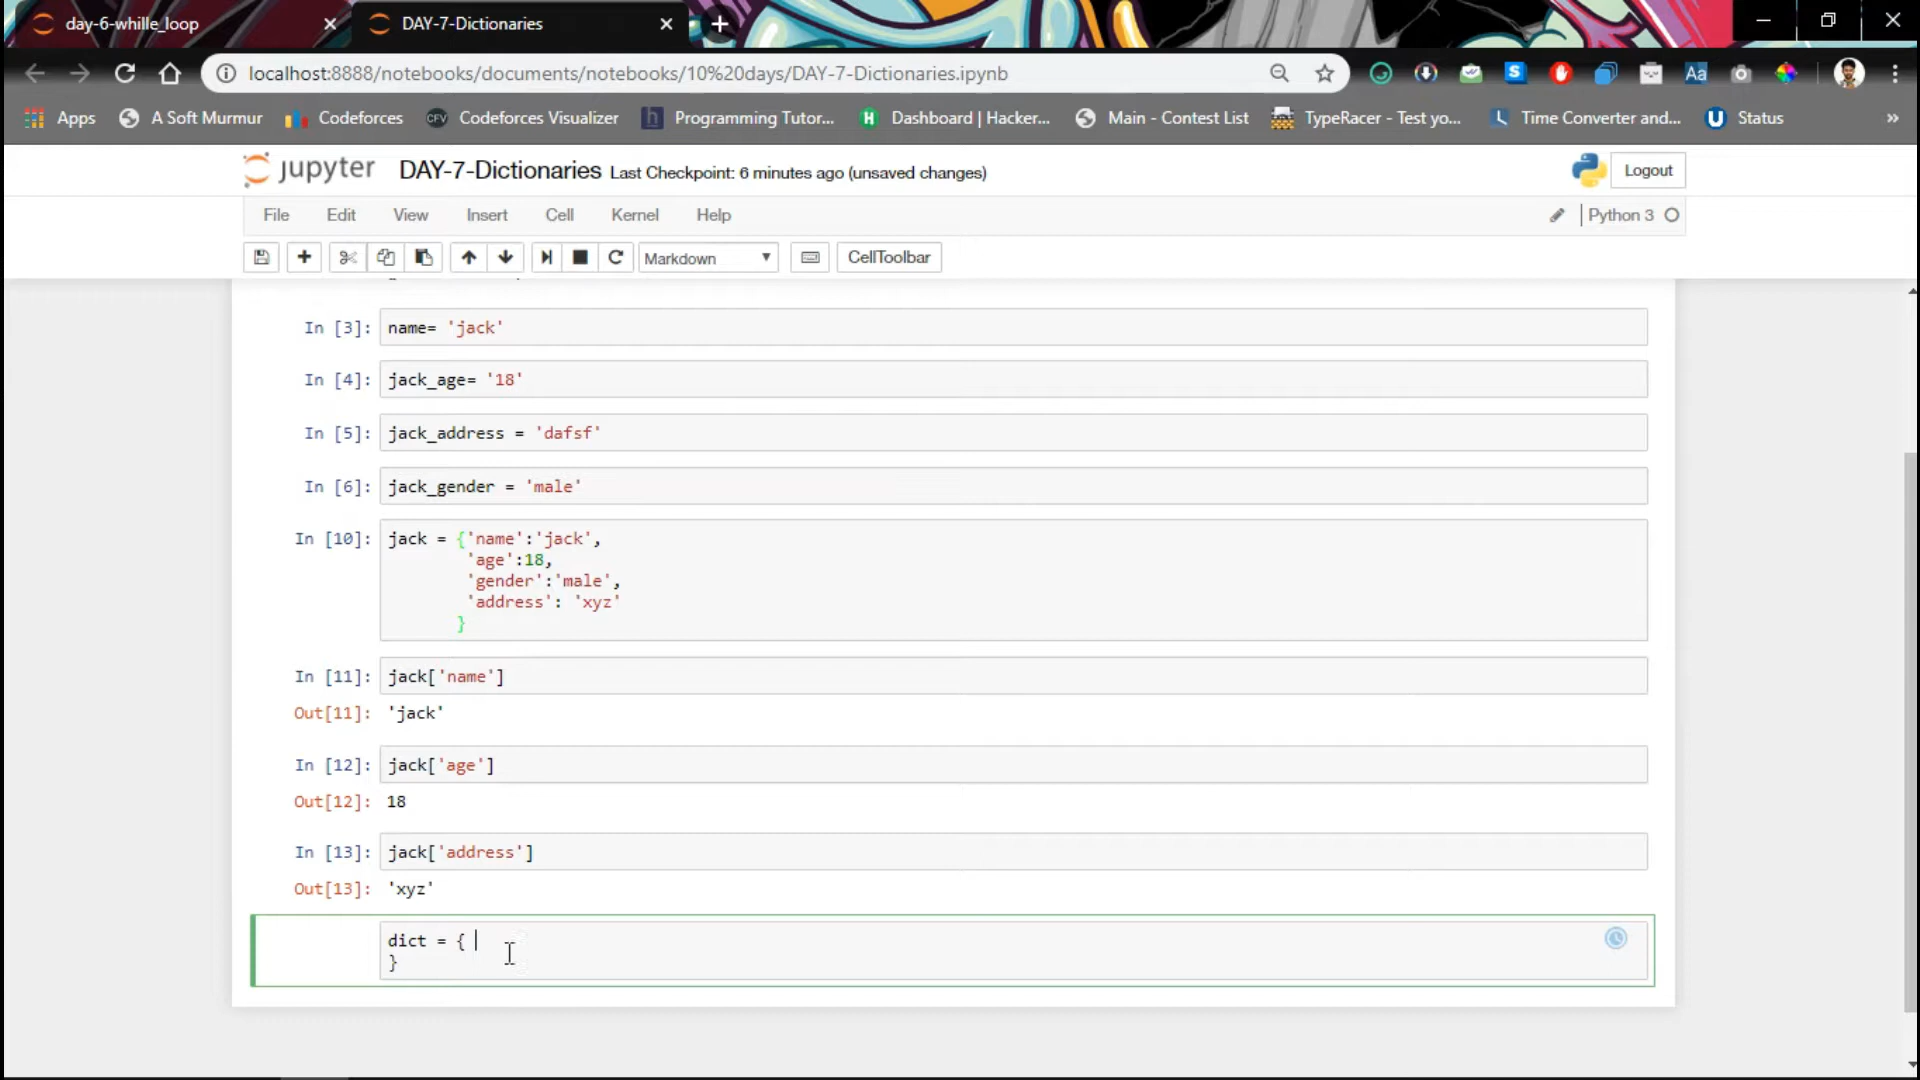 day-6-whille_loop
DAY-7-Dictionaries
localhost:8888/notebooks/documents/notebooks/10%20days/DAY-7-Dictionaries.ipynb
Apps A Soft Murmur Codeforces CFV Codeforces Visualizer h Programming Tutor... H Dashboard | Hacker... Main - Contest List TypeRacer - Test yo... Time Converter and... U Status »
jupyter DAY-7-Dictionaries Last Checkpoint: 6 minutes ago (unsaved changes) Logout
File Edit View Insert Cell Kernel Help Python 3
Markdown CellToolbar
In [3]: name= 'jack'
In [4]: jack_age= '18'
In [5]: jack_address = 'dafsf'
In [6]: jack_gender = 'male'
In [10]: jack = {'name':'jack',
'age':18,
'gender':'male',
'address': 'xyz'
}
In [11]: jack['name']
Out[11]: 'jack'
In [12]: jack['age']
Out[12]: 18
In [13]: jack['address']
Out[13]: 'xyz'
dict = {
}